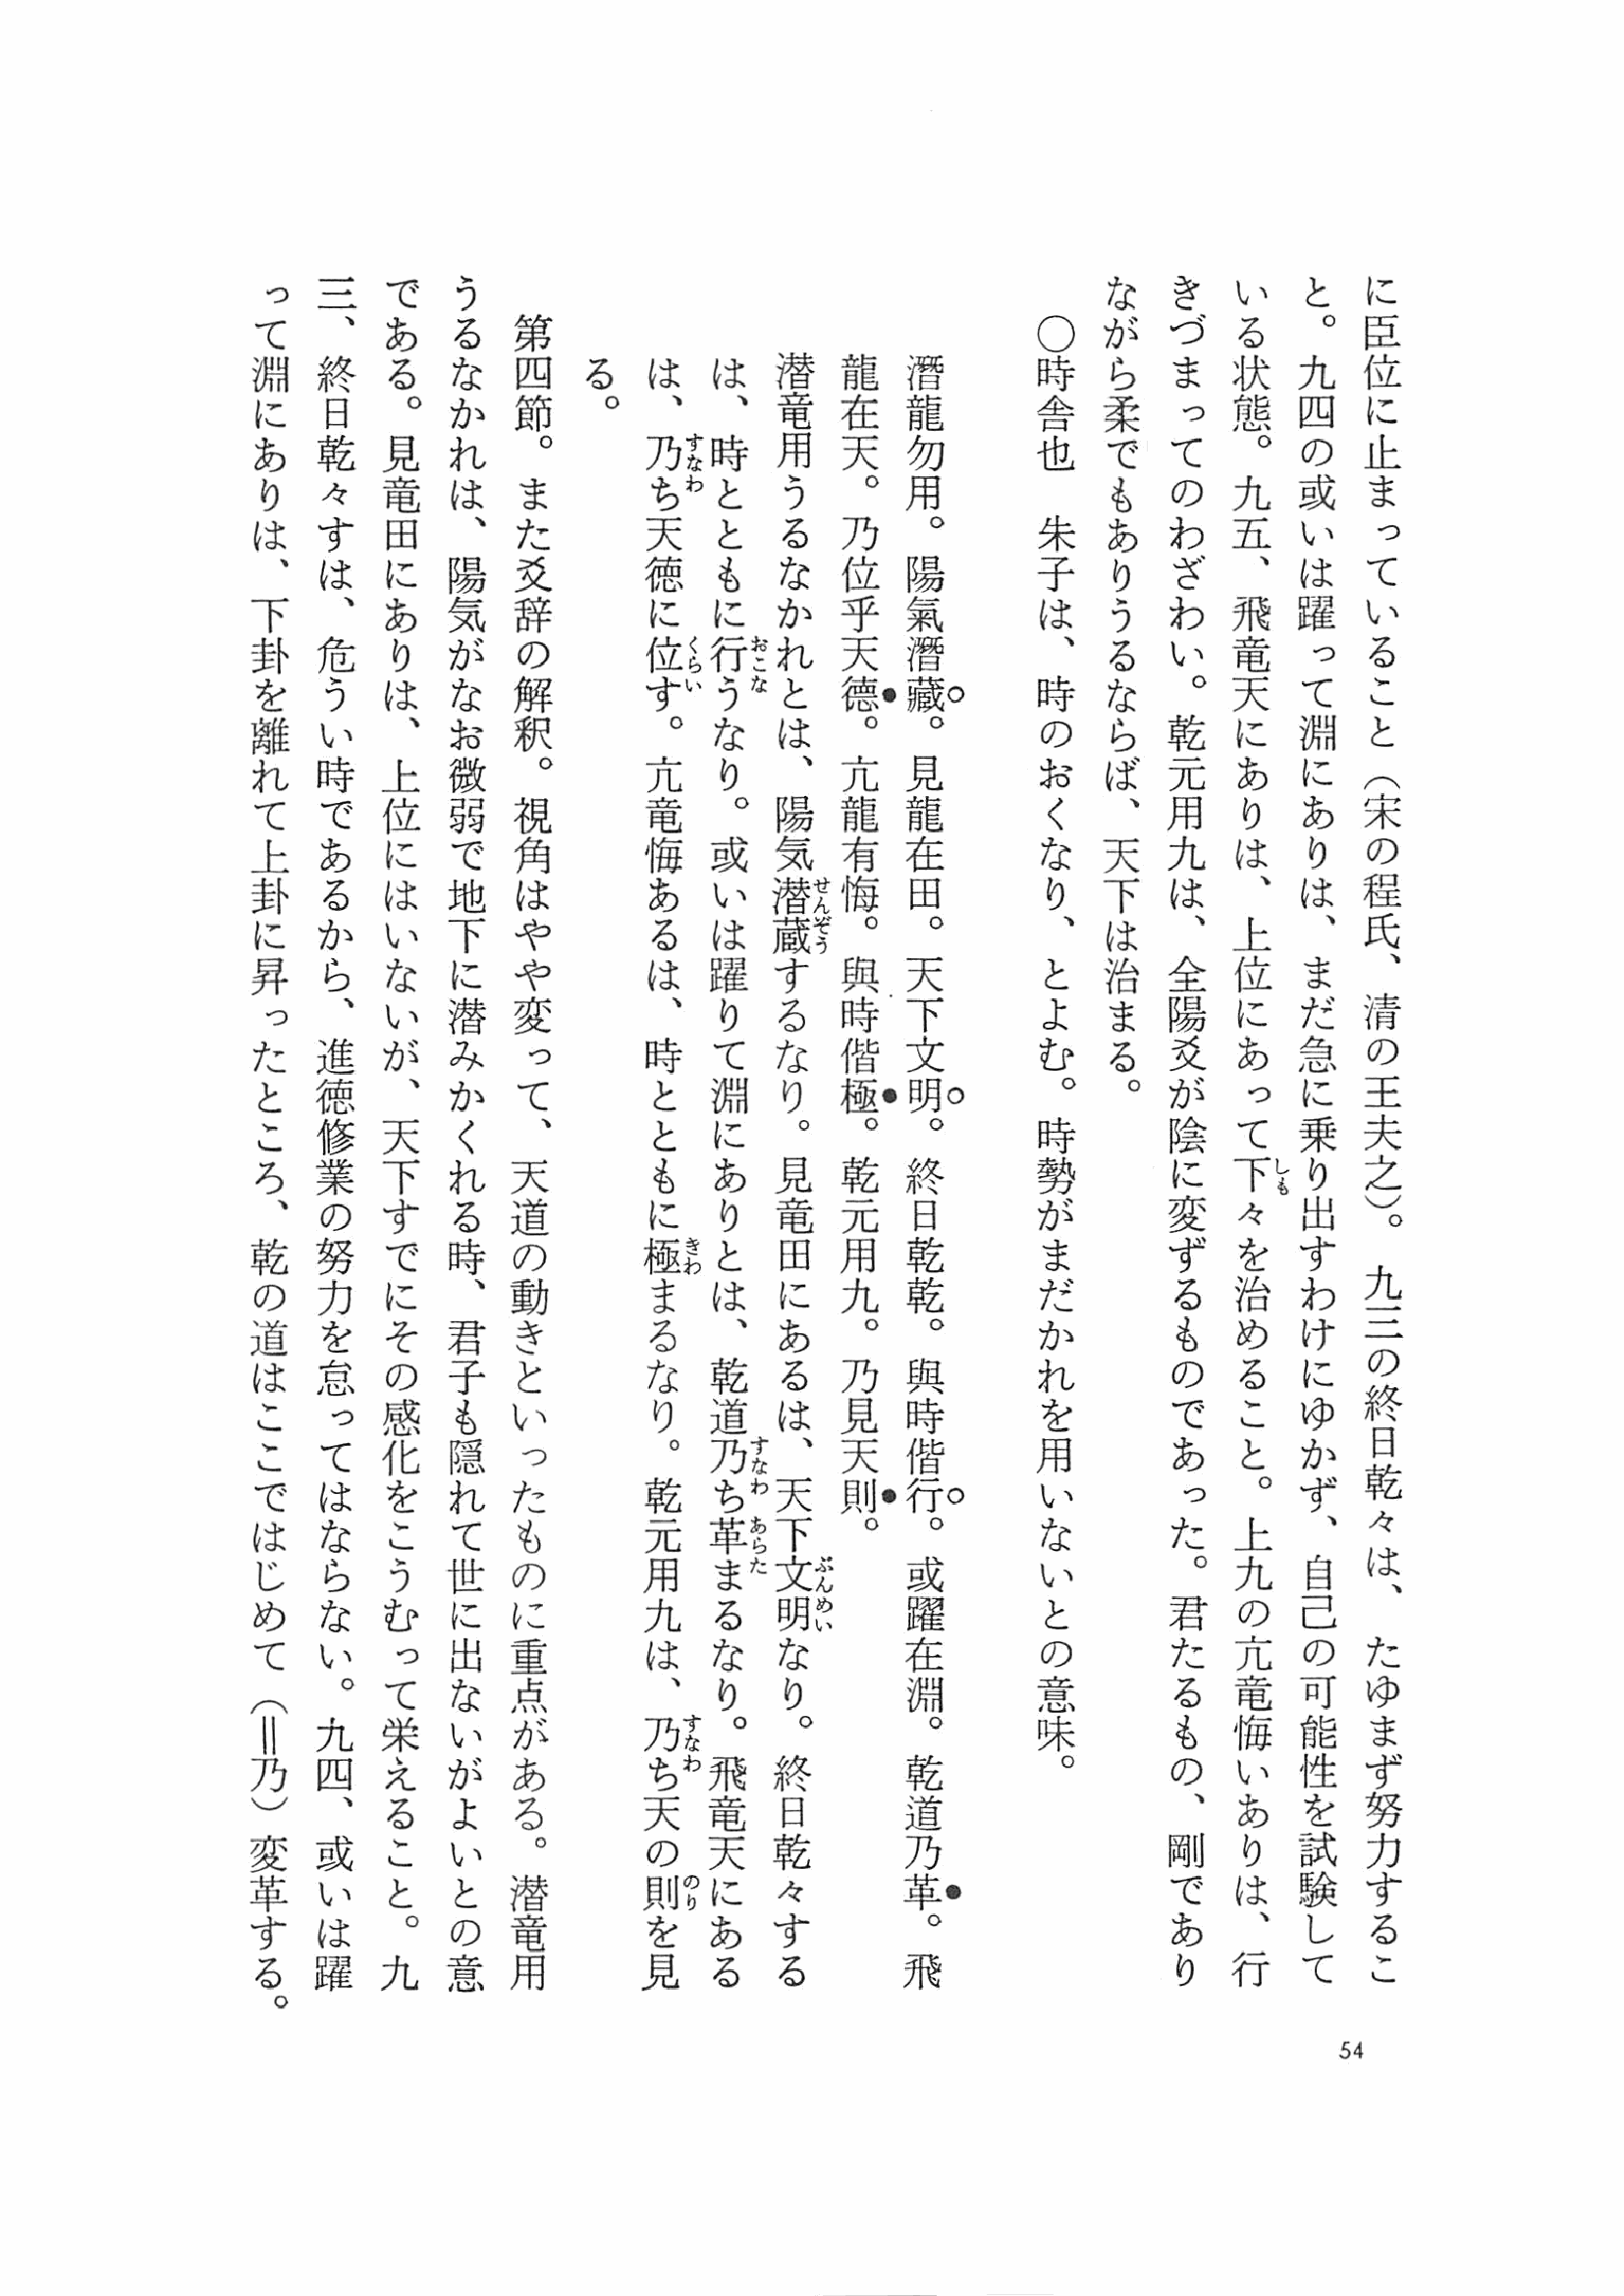 に臣位に止まっていること（宋の程氏、清の王夫之）。九三の終日乾々は、たゆまず努力するこ
と。九四の或いは躍って淵にありは、まだ急に乗り出すわけにゆかず、自己の可能性を試験して
いる状態。九五、飛竜天にありは、上位にあって下々を治めること。上九の亢竜悔いありは、行
きづまってのわざわい。乾元用九は、全陽爻が陰に変ずるものであった。君たるもの、剛であり
ながら柔でもありうるならば、天下は治まる。
〇時舎也　朱子は、時のおくなり、とよむ。時勢がまだかれを用いないとの意味。
潛龍勿用。陽氣潛藏。見龍在田。天下文明。終日乾乾。與時偕行。或躍在淵。乾道乃革。飛
龍在天。乃位乎天德。亢龍有悔。與時偕極。乾元用九。乃見天則。
潜竜用うるなかれとは、陽気潜蔵するなり。見竜田にあるは、天下文明なり。終日乾々する
は、時とともに行うなり。或いは躍りて淵にありとは、乾道乃ち革まるなり。飛竜天にある
は、乃ち天徳に位す。亢竜悔あるは、時とともに極まるなり。乾元用九は、乃ち天の則を見
る。
第四節。また爻辞の解釈。視角はやや変って、天道の動きといったものに重点がある。潜竜用
うるなかれは、陽気がなお微弱で地下に潜みかくれる時、君子も隠れて世に出ないがよいとの意
である。見竜田にありは、上位にはいないが、天下すでにその感化をこうむって栄えること。九
三、終日乾々すは、危うい時であるから、進徳修業の努力を怠ってはならない。九四、或いは躍
って淵にありは、下卦を離れて上卦に昇ったところ、乾の道はここではじめて（＝乃）変革する。
54